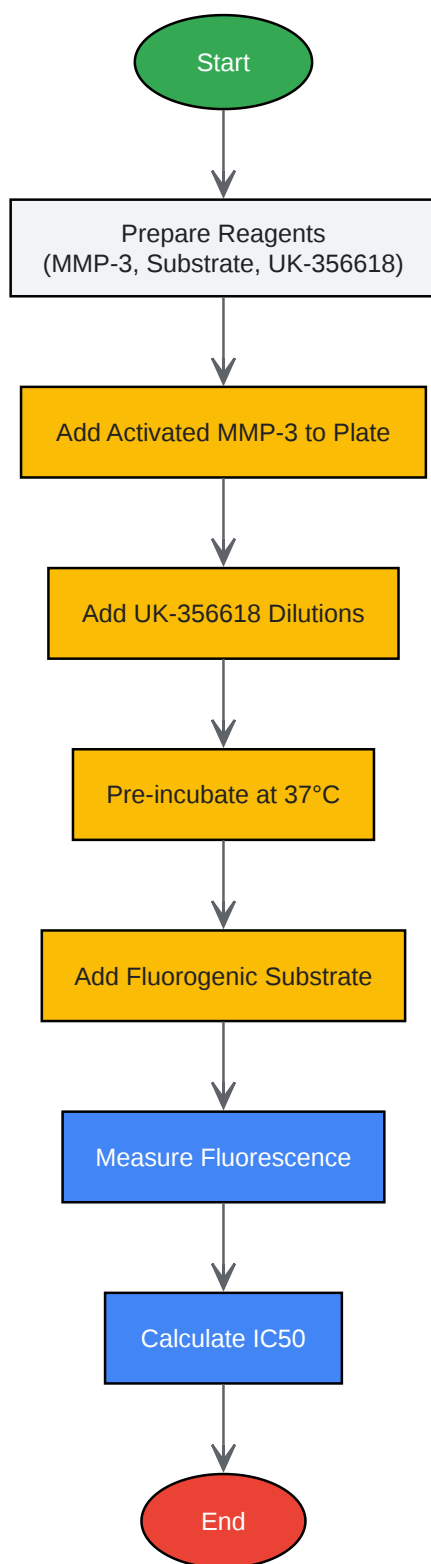 Start
Prepare Reagents
(MMP-3, Substrate, UK-356618)
Add Activated MMP-3 to Plate
Add UK-356618 Dilutions
Pre-incubate at 37°C
Add Fluorogenic Substrate
Measure Fluorescence
Calculate IC50
End